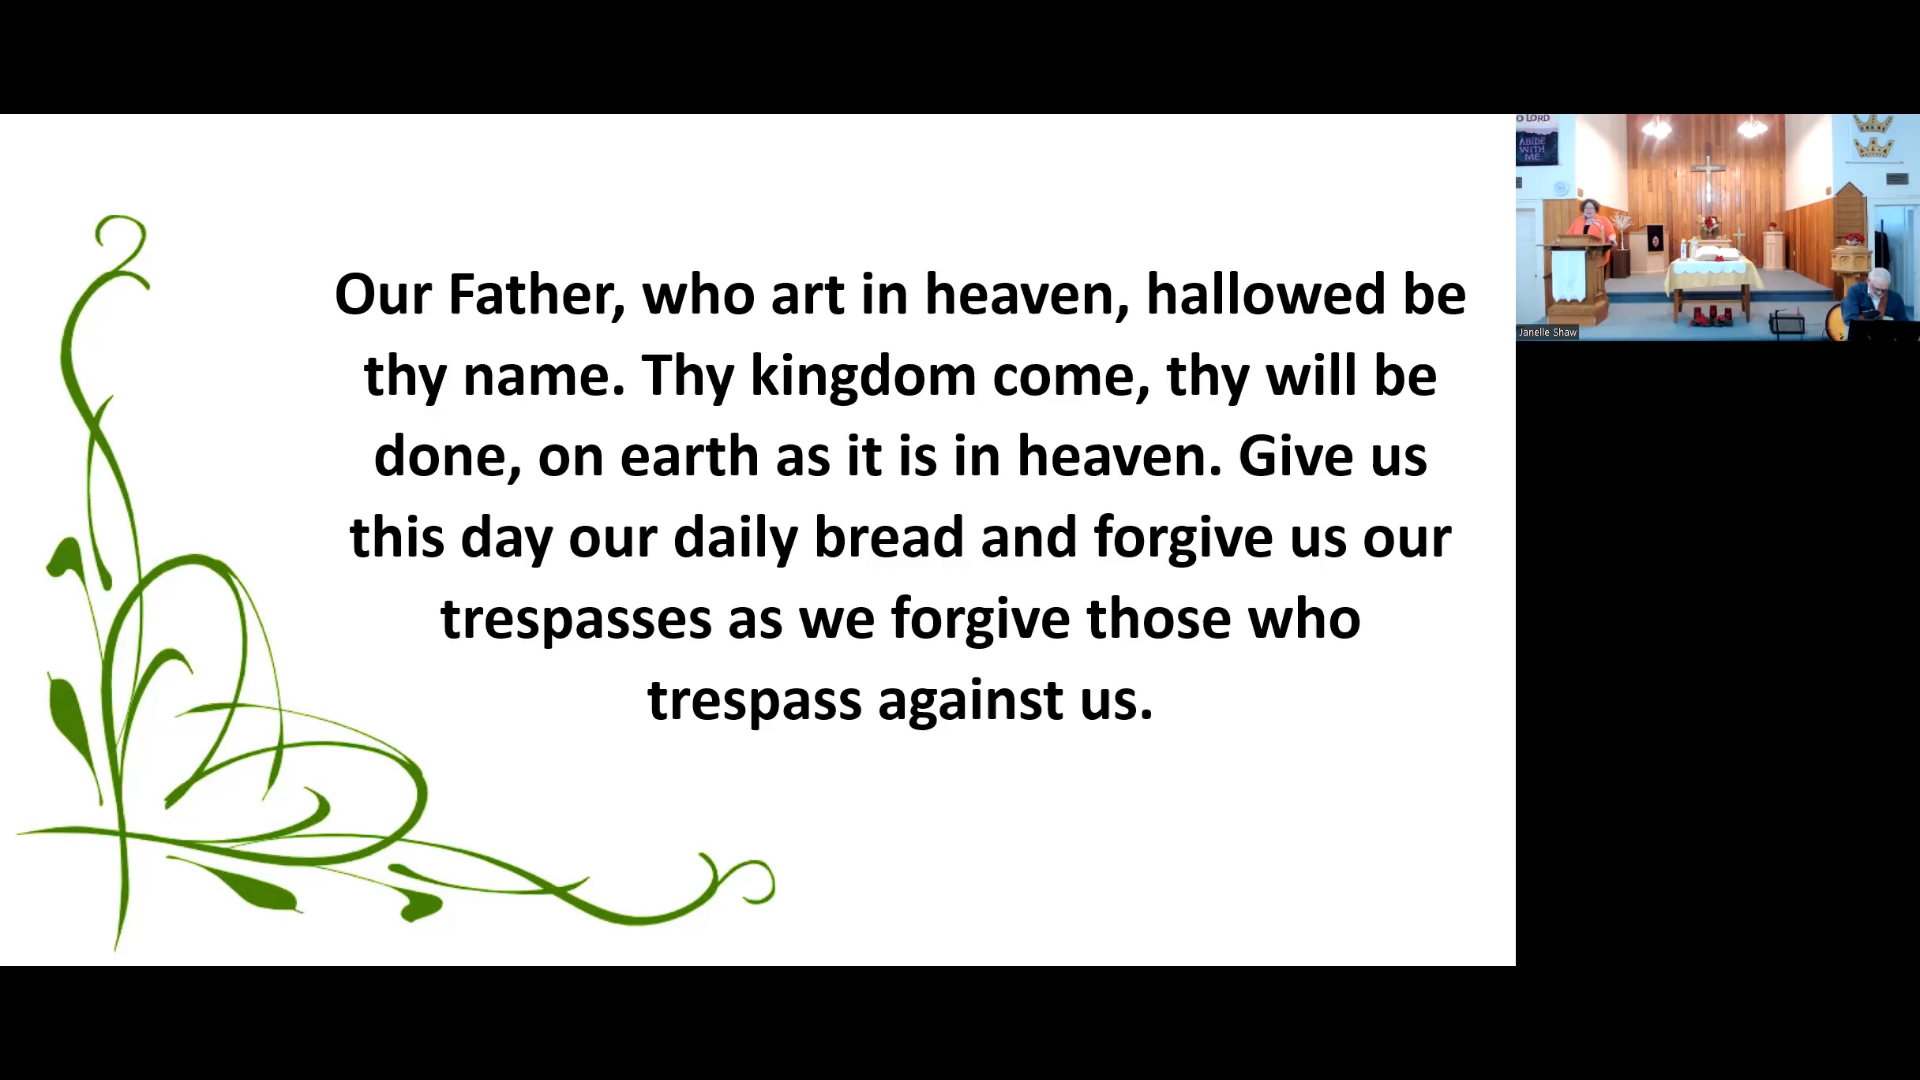 Our Father, who art in heaven, hallowed be
thy name. Thy kingdom come, thy will be
done, on earth as it is in heaven. Give us
this day our daily bread and forgive us our
trespasses as we forgive those who
trespass against us.
O LORD
ABIDE
WITH
ME
Janelle Shaw